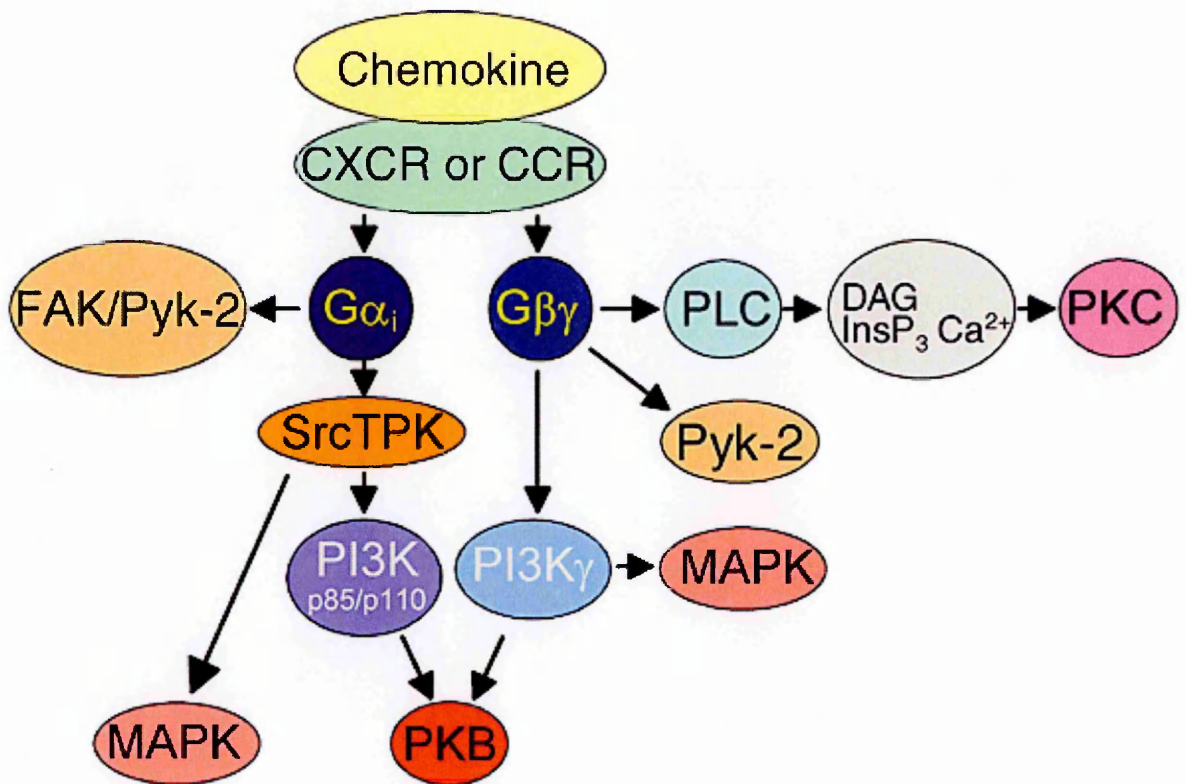 Chemokine
CXCR or CCR
FAK/Pyk-2
Gαi
Gβγ
PLC
DAG
InsP3 Ca2+
PKC
SrcTPK
Pyk-2
PI3K
p85/p110
PI3Kγ
MAPK
MAPK
PKB